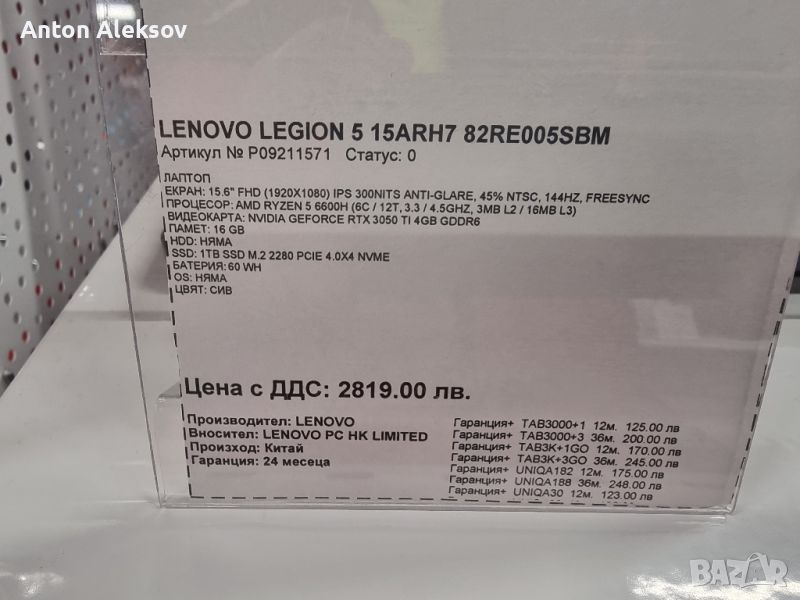 Anton Aleksov
LENOVO LEGION 5 15ARH7 82RE005SBM
Артикул № P09211571 Статус: 0
ЛАПТОП
ЕКРАН: 15.6" FHD (1920X1080) IPS 300NITS ANTI-GLARE, 45% NTSC, 144HZ, FREESYNC
ПРОЦЕСОР: AMD RYZEN 5 6600H (6C / 12T, 3.3 / 4.5GHZ, 3MB L2 / 16MB L3)
ВИДЕОКАРТА: NVIDIA GEFORCE RTX 3050 TI 4GB GDDR6
ПАМЕТ: 16 GB
HDD: НЯМА
SSD: 1TB SSD M.2 2280 PCIE 4.0X4 NVME
БАТЕРИЯ: 60 WH
OS: НЯМА
ЦВЯТ: СИВ
Цена с ДДС: 2819.00 лв.
Производител: LENOVO
Вносител: LENOVO PC HK LIMITED
Произход: Китай
Гаранция: 24 месеца
Гаранция+ TAB3000+1 12м. 125.00 лв
Гаранция+ TAB3000+3 36м. 200.00 лв
Гаранция+ TAB3K+1GO 12м. 170.00 лв
Гаранция+ TAB3K+3GO 36м. 245.00 лв
Гаранция+ UNIQA182 12м. 175.00 лв
Гаранция+ UNIQA188 36м. 248.00 лв
Гаранция+ UNIQA30 12м. 123.00 лв
BAZAR